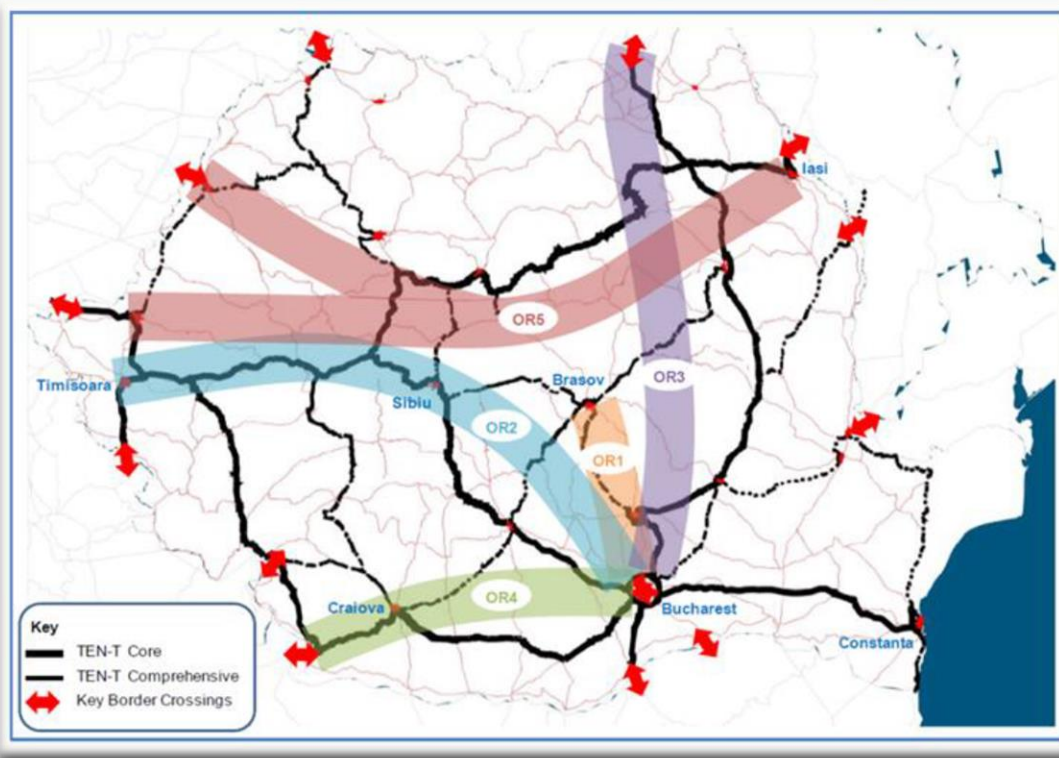 Iasi
OR5
Timisoara
Brasov
OR3
Sibiu
OR2
OR1
OR4
Craiova
Bucharest
Constanta
Key
TEN-T Core
TEN-T Comprehensive
Key Border Crossings